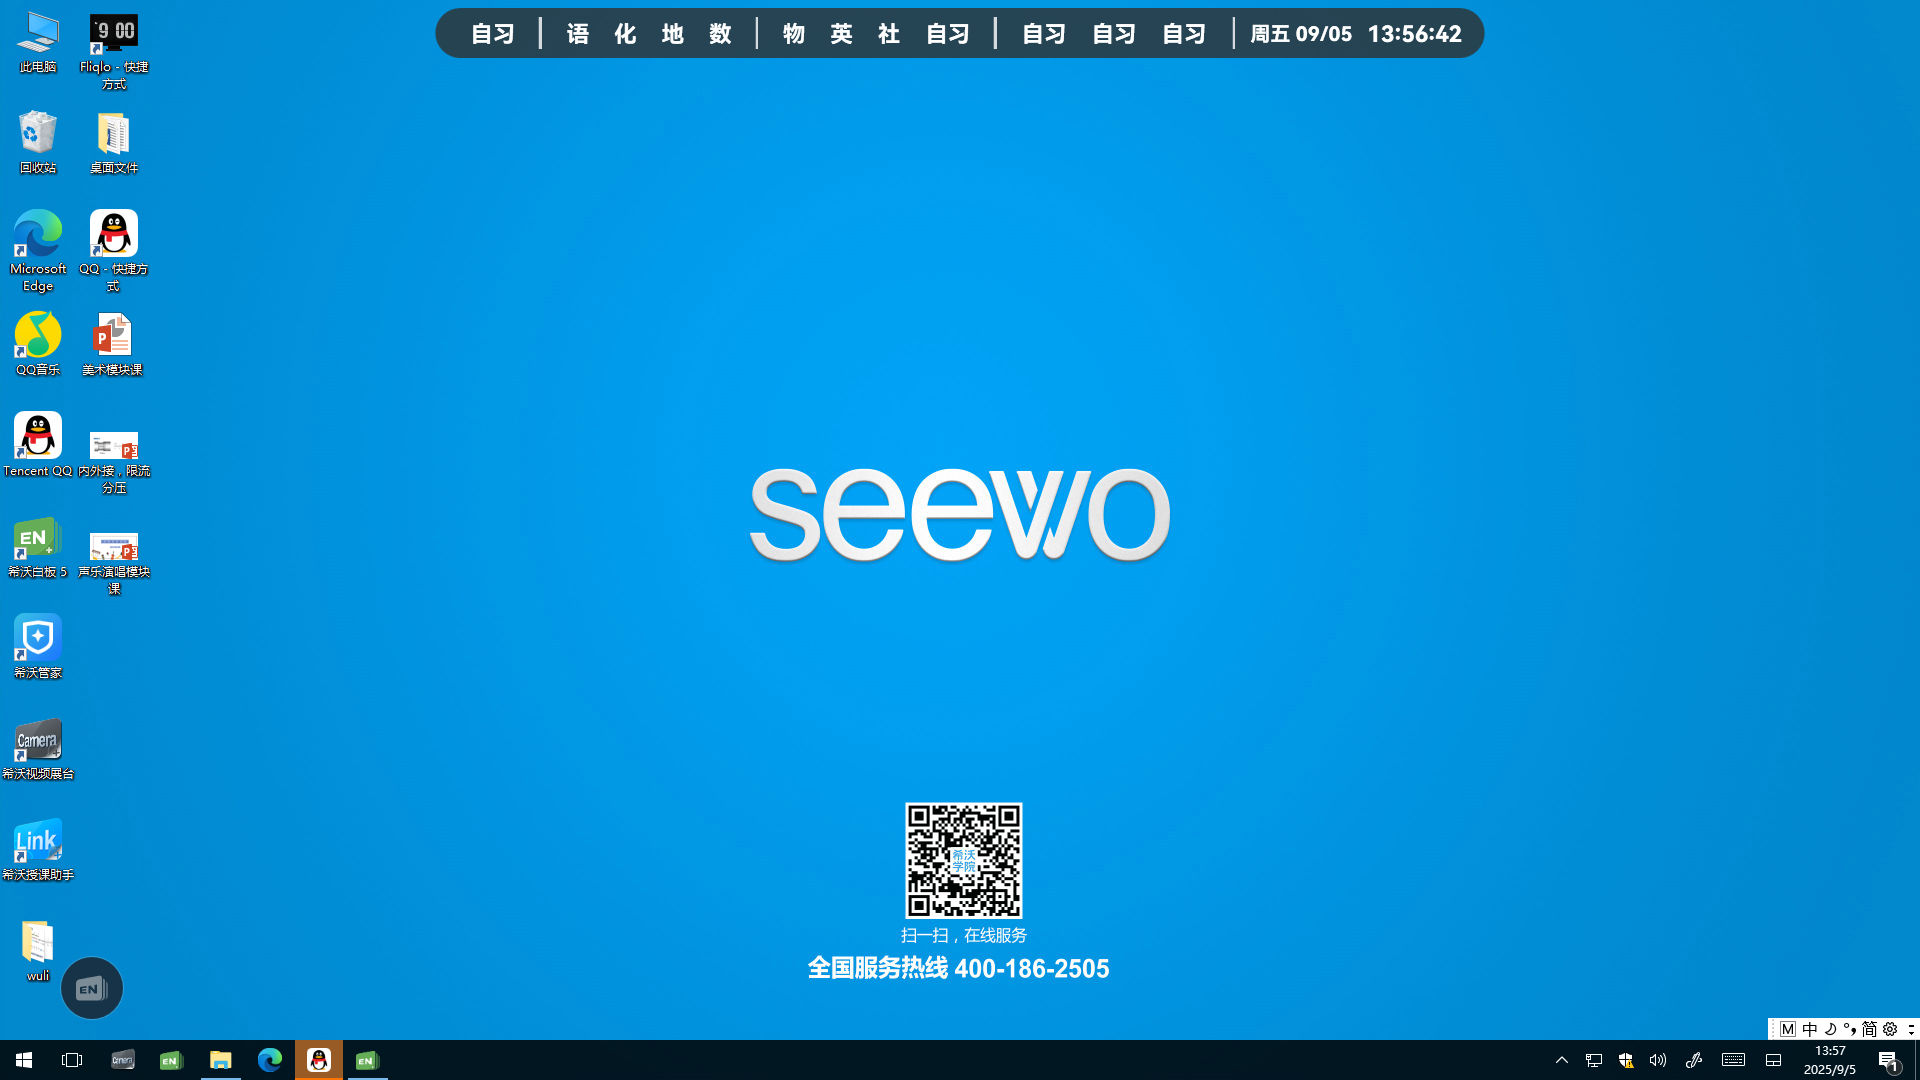 自习 | 语 化 地 数 | 物 英 社 自习 | 自习 自习 自习 | 周五 09/05 13:56:42
此电脑
9 00
Fliqlo - 快捷方式
回收站
桌面文件
Microsoft Edge
QQ - 快捷方式
QQ音乐
P
美术模块课
Tencent QQ
P
内外接，限流分压
EN
希沃白板 5
P
声乐演唱模块课
希沃管家
Camera
希沃视频展台
Link
希沃授课助手
wuli
EN
seewo
希沃学院
扫一扫，在线服务
全国服务热线 400-186-2505
M 中 简
Camera
EN
EN
13:57
2025/9/5
1